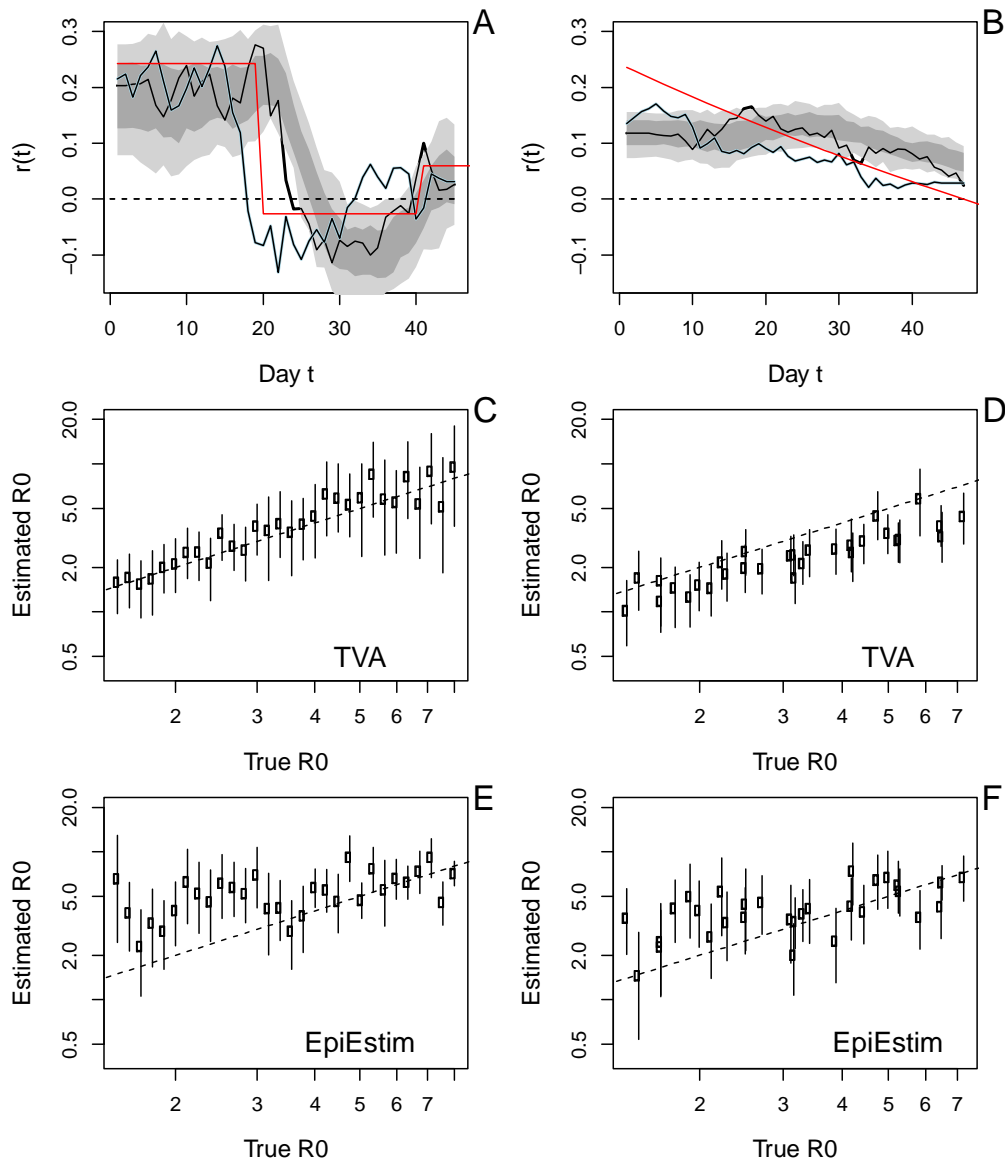 A
0.3
0.2
0.1
0.0
−0.1
r(t)
0 10 20 30 40
Day t
B
0.3
0.2
0.1
0.0
−0.1
r(t)
0 10 20 30 40
Day t
C
20.0
5.0
2.0
0.5
Estimated R0
TVA
2 3 4 5 6 7
True R0
D
20.0
5.0
2.0
0.5
Estimated R0
TVA
2 3 4 5 6 7
True R0
E
20.0
5.0
2.0
0.5
Estimated R0
EpiEstim
2 3 4 5 6 7
True R0
F
20.0
5.0
2.0
0.5
Estimated R0
EpiEstim
2 3 4 5 6 7
True R0